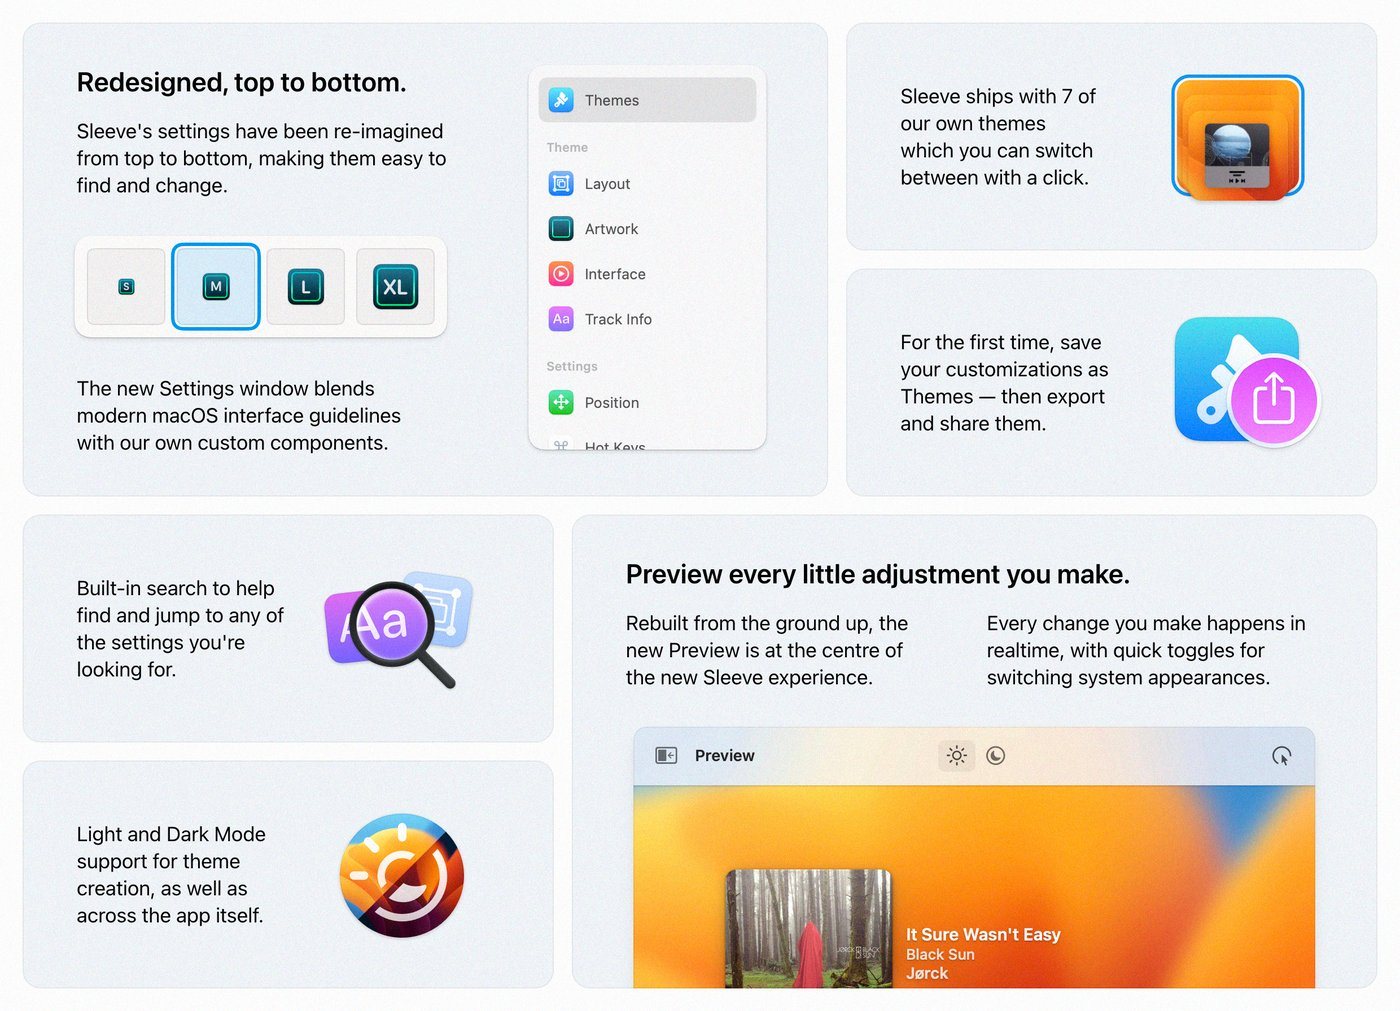 Redesigned, top to bottom.
Sleeve's settings have been re-imagined
from top to bottom, making them easy to
find and change.
S
M
L
XL
The new Settings window blends
modern macOS interface guidelines
with our own custom components.
Themes
Theme
Layout
Artwork
Interface
Aa Track Info
Settings
Position
Hot Keys
Sleeve ships with 7 of
our own themes
which you can switch
between with a click.
For the first time, save
your customizations as
Themes — then export
and share them.
Built-in search to help
find and jump to any of
the settings you're
looking for.
Aa
Light and Dark Mode
support for theme
creation, as well as
across the app itself.
Preview every little adjustment you make.
Rebuilt from the ground up, the
new Preview is at the centre of
the new Sleeve experience.
Every change you make happens in
realtime, with quick toggles for
switching system appearances.
Preview
JØRCK
BLACK
SUN
It Sure Wasn't Easy
Black Sun
Jørck